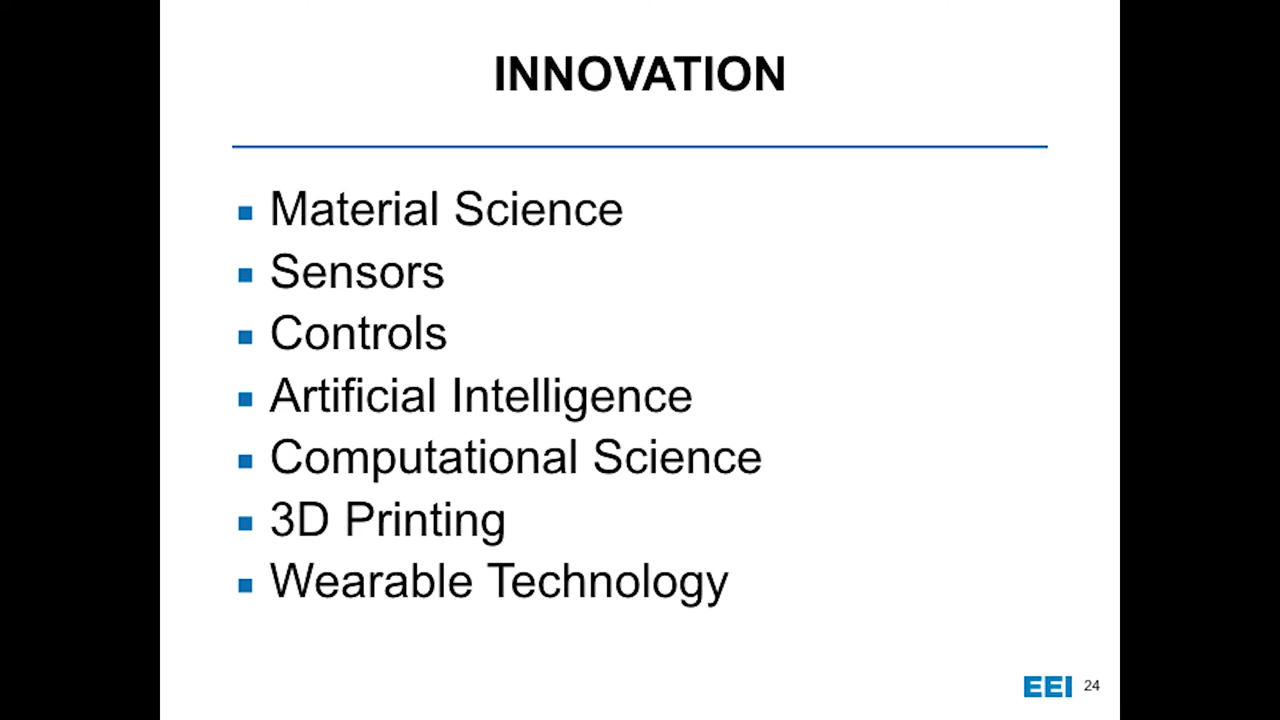 INNOVATION
Material Science
Sensors
Controls
Artificial Intelligence
Computational Science
3D Printing
Wearable Technology
EEI 24